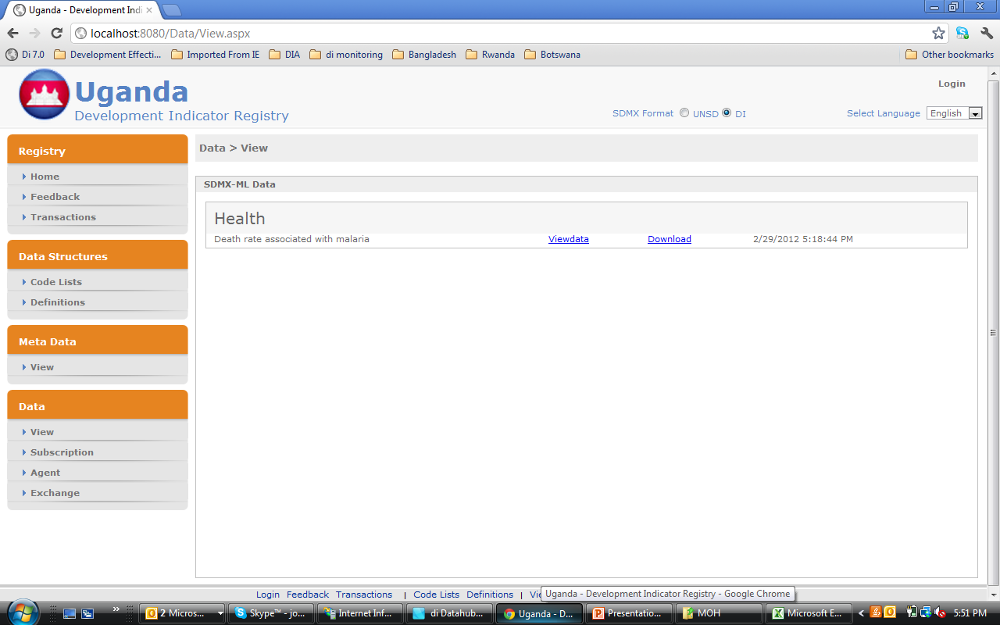 Uganda - Development Indi
localhost:8080/Data/View.aspx
Di 7.0 Development Effecti... Imported From IE DIA di monitoring Bangladesh Rwanda Botswana Other bookmarks
Uganda
Development Indicator Registry
Login
SDMX Format UNSD DI
Select Language English
Registry
Home
Feedback
Transactions
Data Structures
Code Lists
Definitions
Meta Data
View
Data
View
Subscription
Agent
Exchange
Data > View
SDMX-ML Data
Health
Death rate associated with malaria Viewdata Download 2/29/2012 5:18:44 PM
Login Feedback Transactions | Code Lists Definitions |
Uganda - Development Indicator Registry - Google Chrome
2 Micros... Skype™ - jo... Internet Inf... di Datahub... Uganda - D... Presentatio... MOH Microsoft E... 5:51 PM